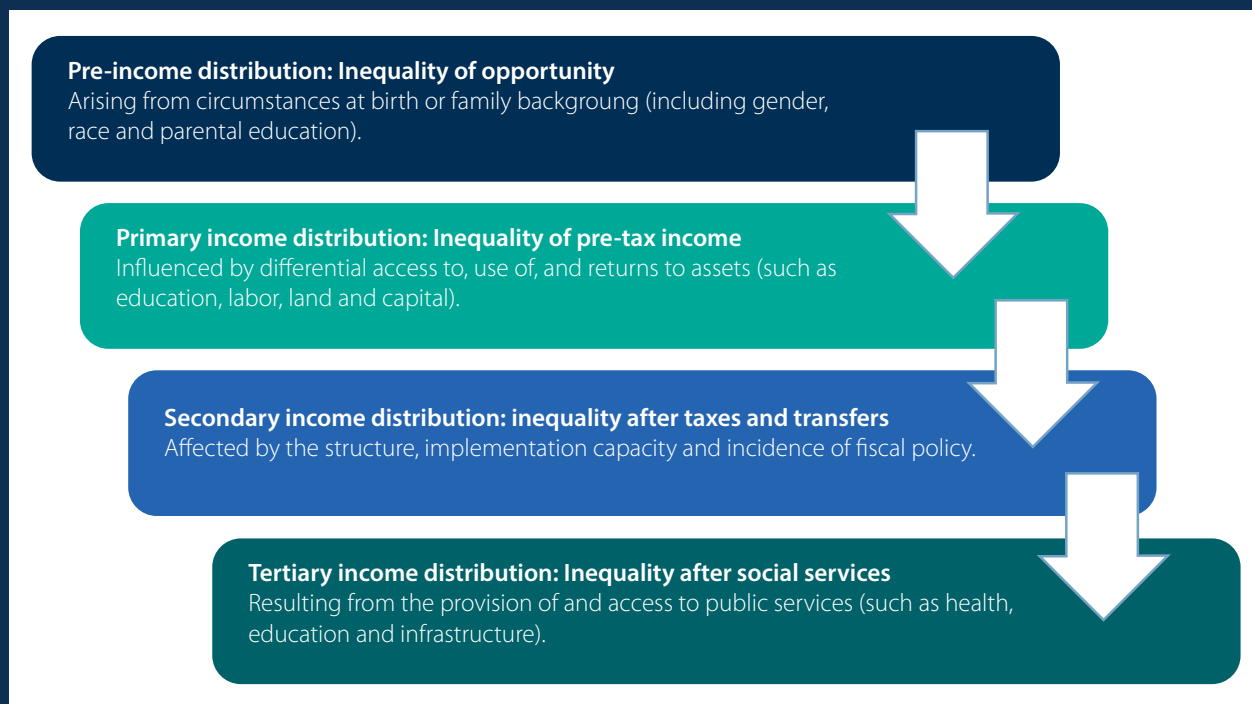 Pre-income distribution: Inequality of opportunity
Arising from circumstances at birth or family backgroung (including gender,
race and parental education).
Primary income distribution: Inequality of pre-tax income
Influenced by differential access to, use of, and returns to assets (such as
education, labor, land and capital).
Secondary income distribution: inequality after taxes and transfers
Affected by the structure, implementation capacity and incidence of fiscal policy.
Tertiary income distribution: Inequality after social services
Resulting from the provision of and access to public services (such as health,
education and infrastructure).